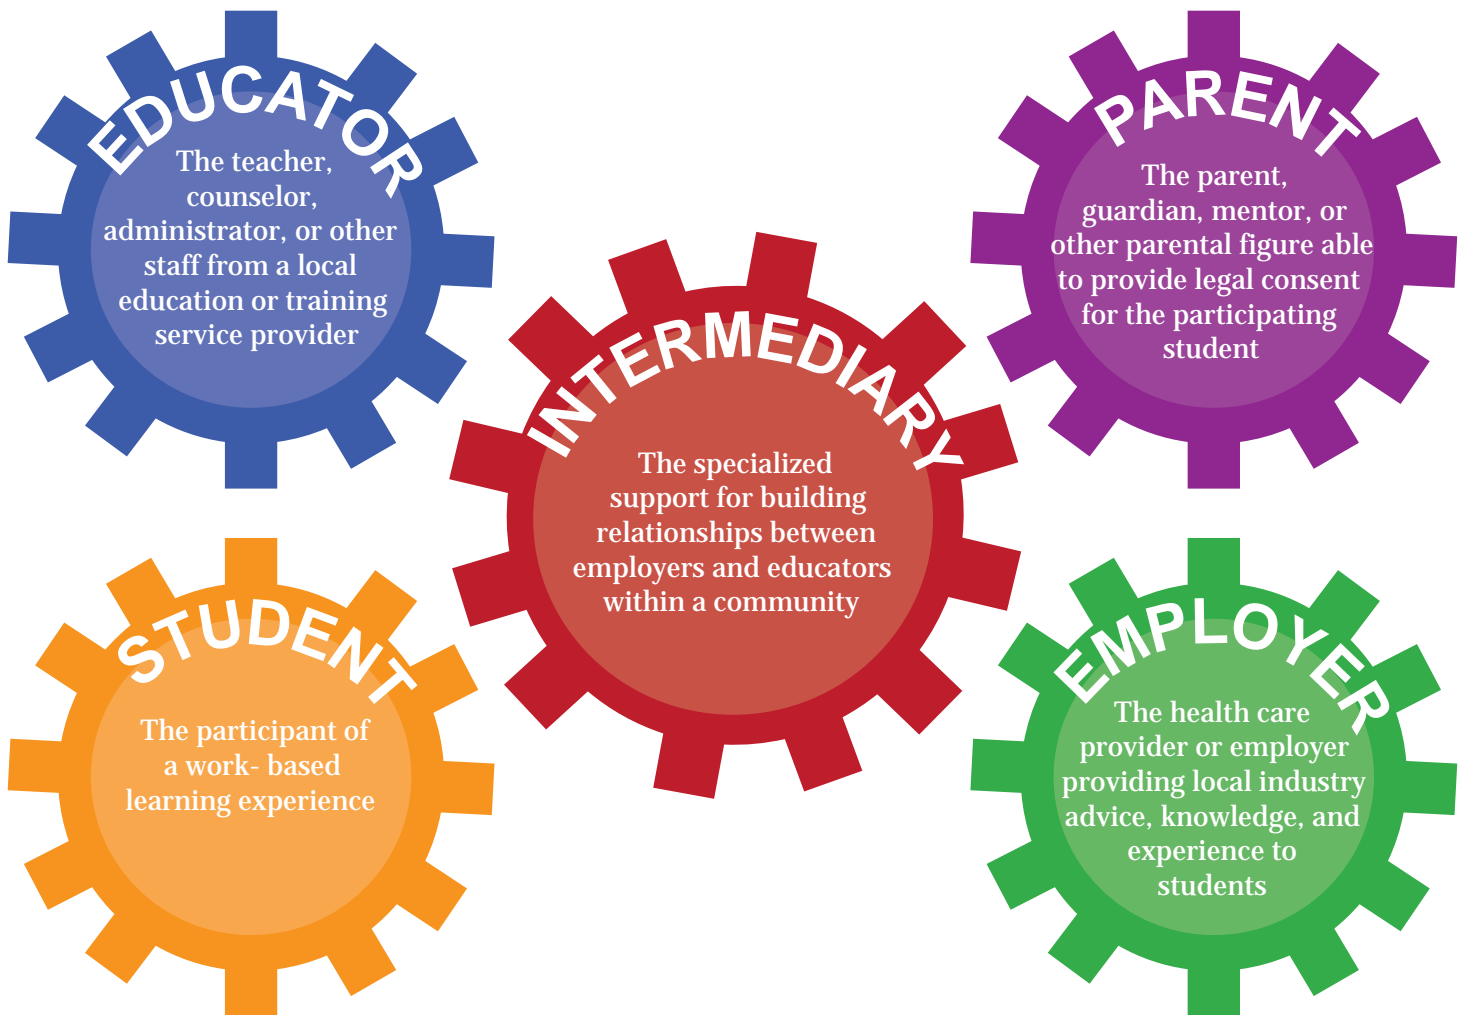 EDUCATOR
The teacher,
counselor,
administrator, or other
staff from a local
education or training
service provider
PARENT
The parent,
guardian, mentor, or
other parental figure able
to provide legal consent
for the participating
student
INTERMEDIARY
The specialized
support for building
relationships between
employers and educators
within a community
STUDENT
The participant of
a work- based
learning experience
EMPLOYER
The health care
provider or employer
providing local industry
advice, knowledge, and
experience to
students